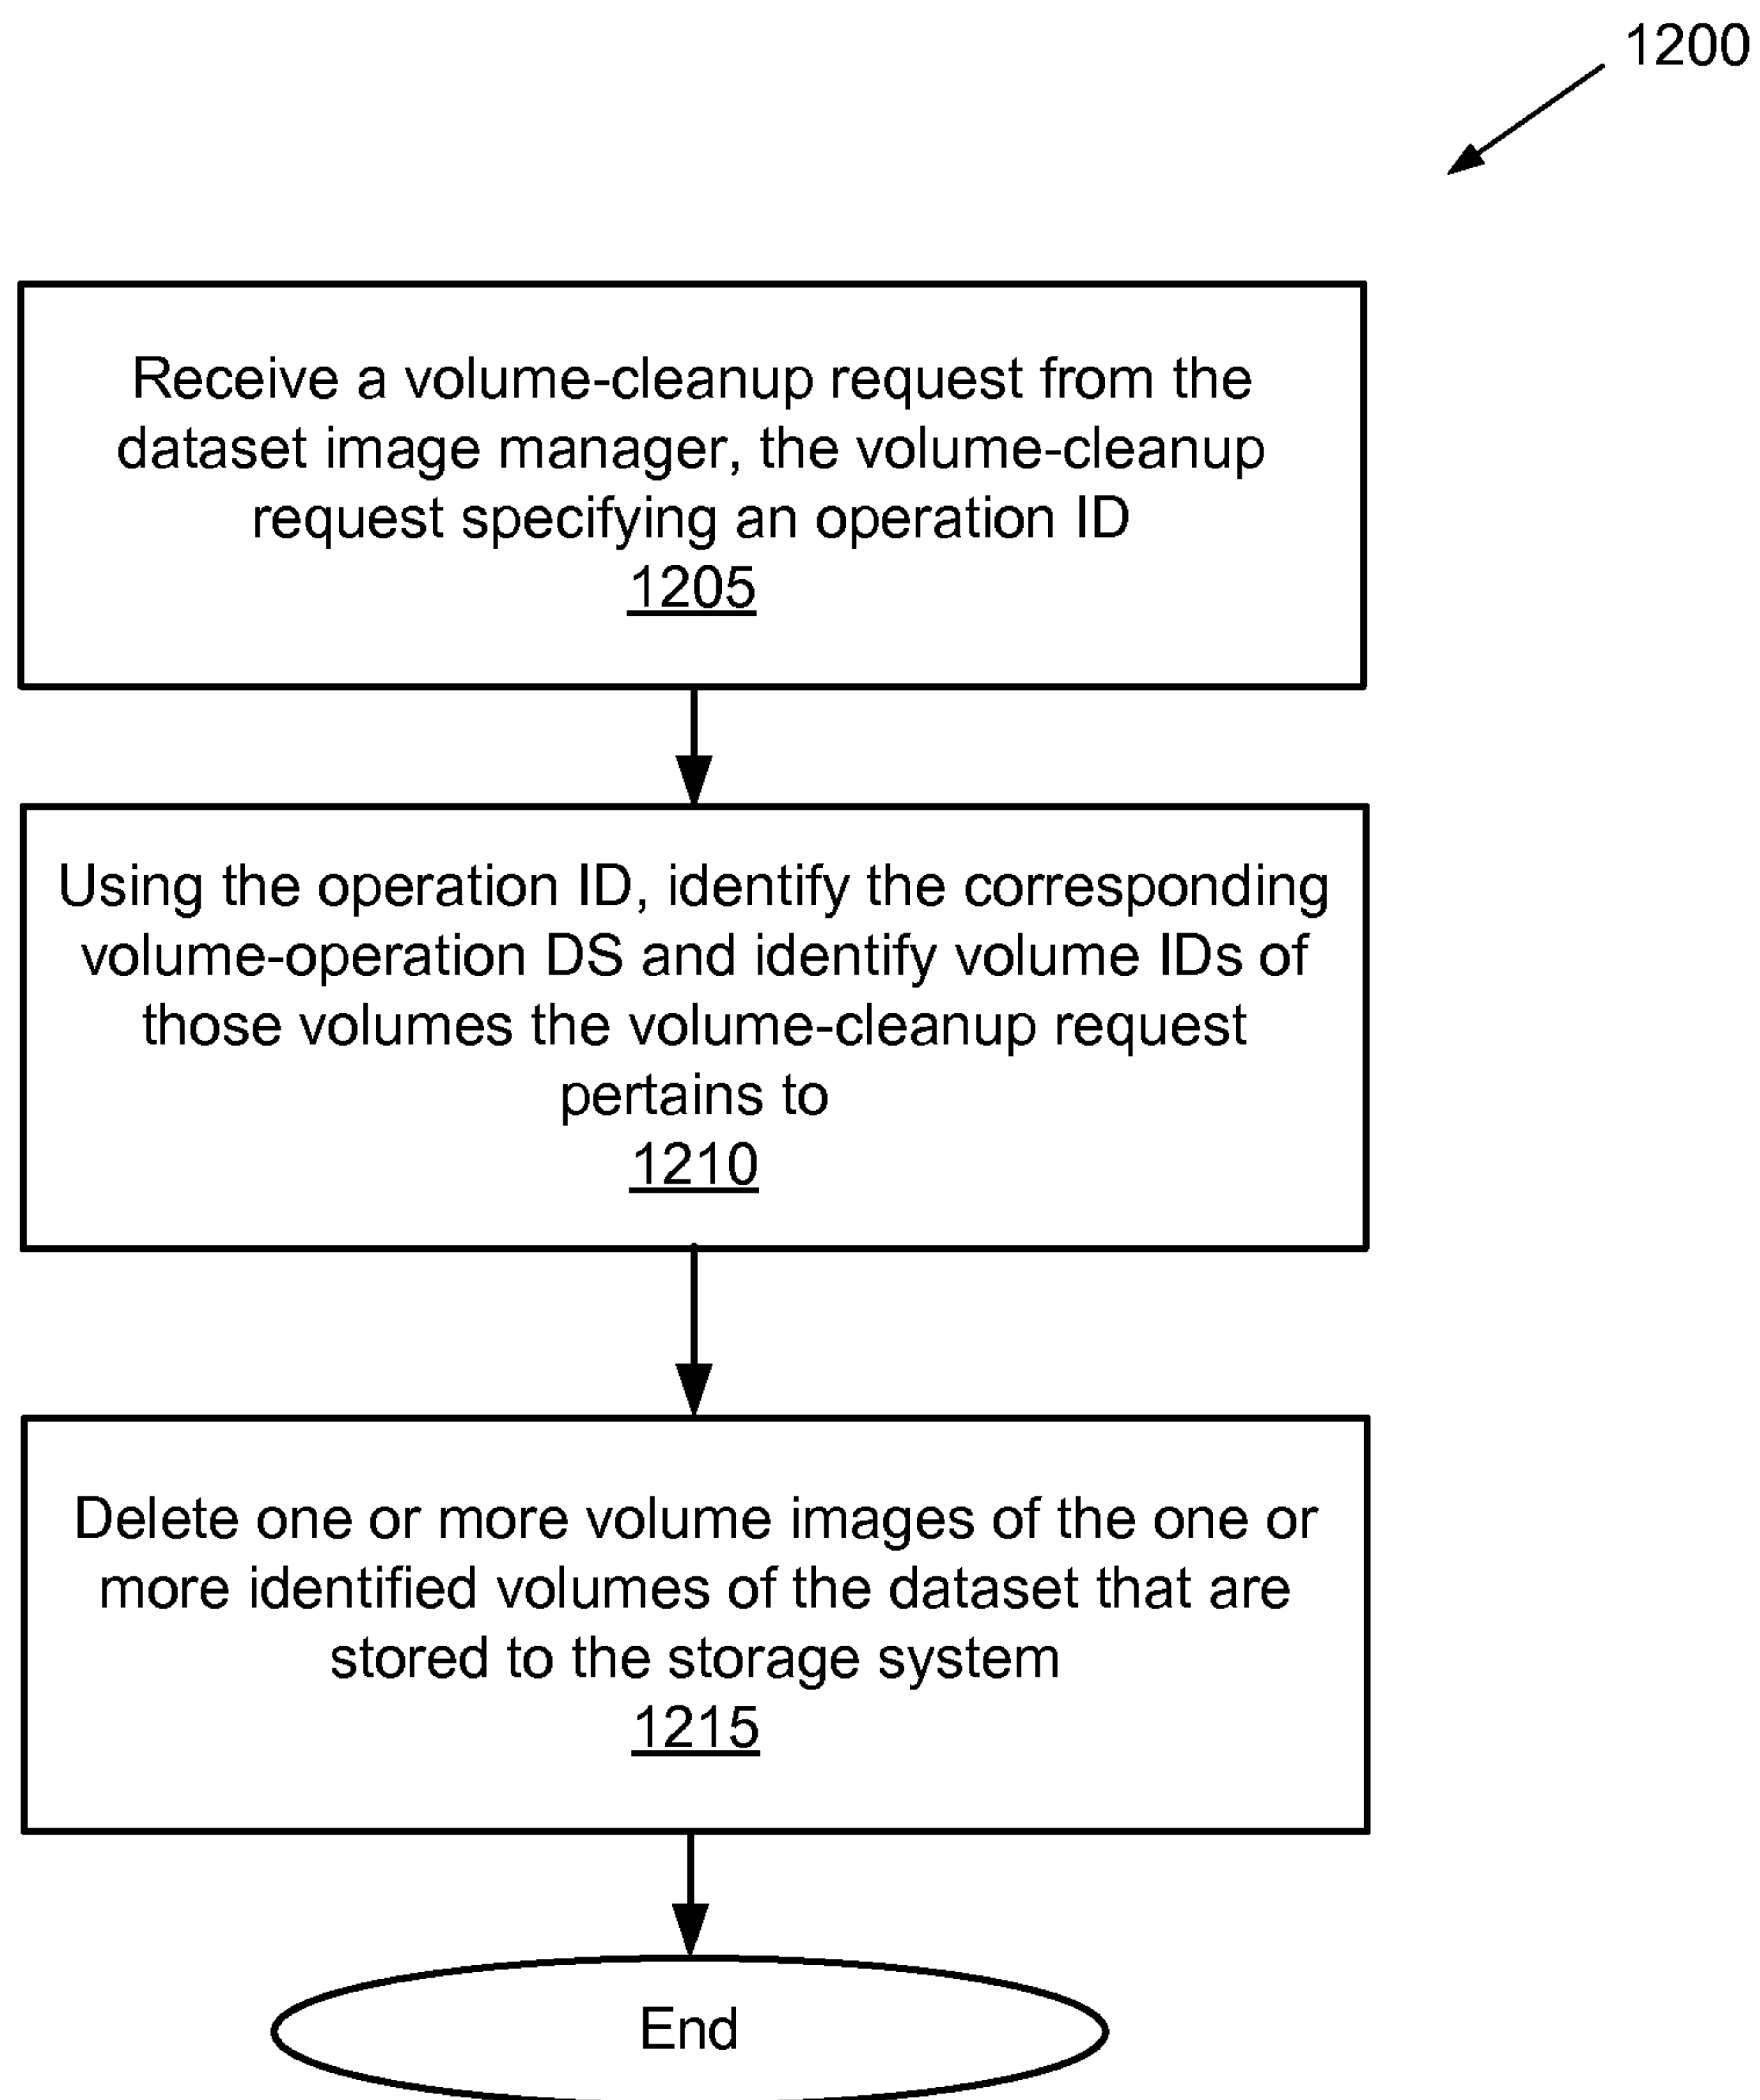 1200
Receive a volume-cleanup request from the
dataset image manager, the volume-cleanup
request specifying an operation ID
1205
Using the operation ID, identify the corresponding
volume-operation DS and identify volume IDs of
those volumes the volume-cleanup request
pertains to
1210
Delete one or more volume images of the one or
more identified volumes of the dataset that are
stored to the storage system
1215
End